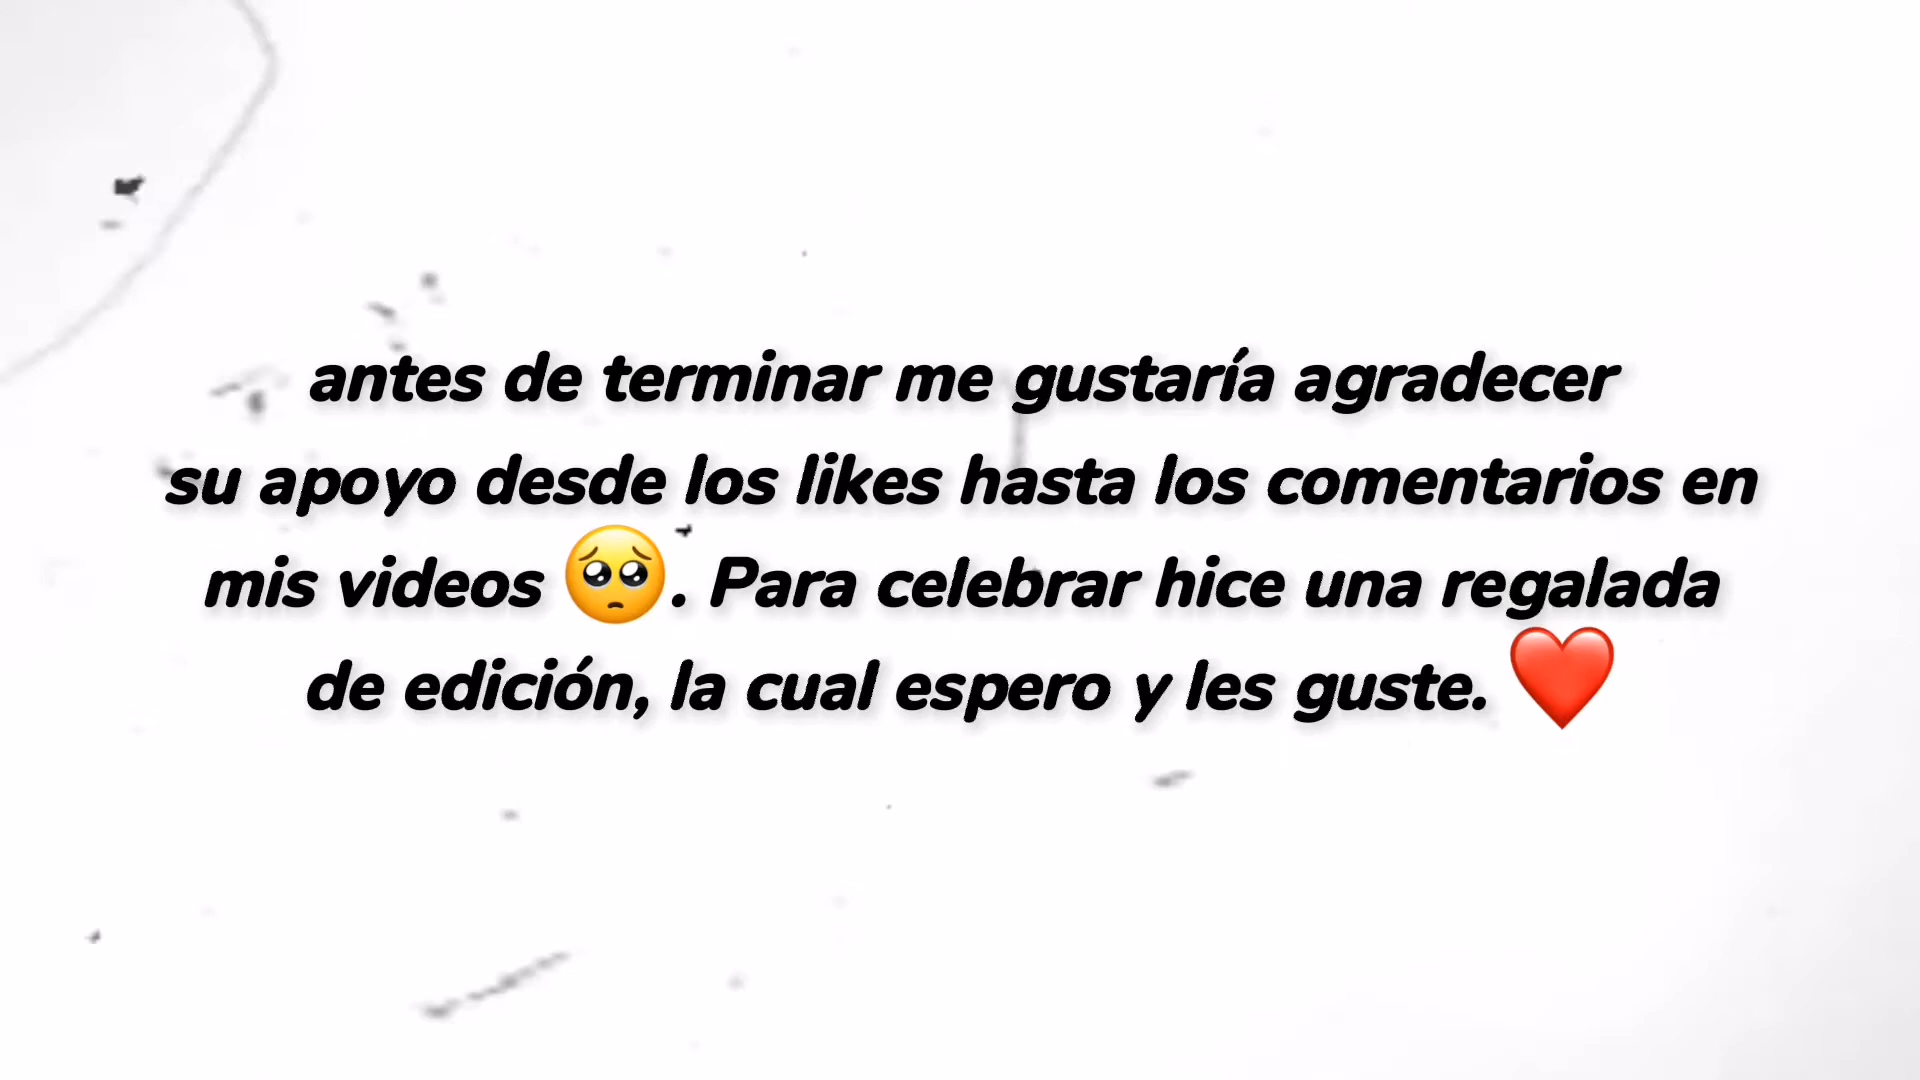 antes de terminar me gustaría agradecer
su apoyo desde los likes hasta los comentarios en
mis videos 🥺. Para celebrar hice una regalada
de edición, la cual espero y les guste. ❤️